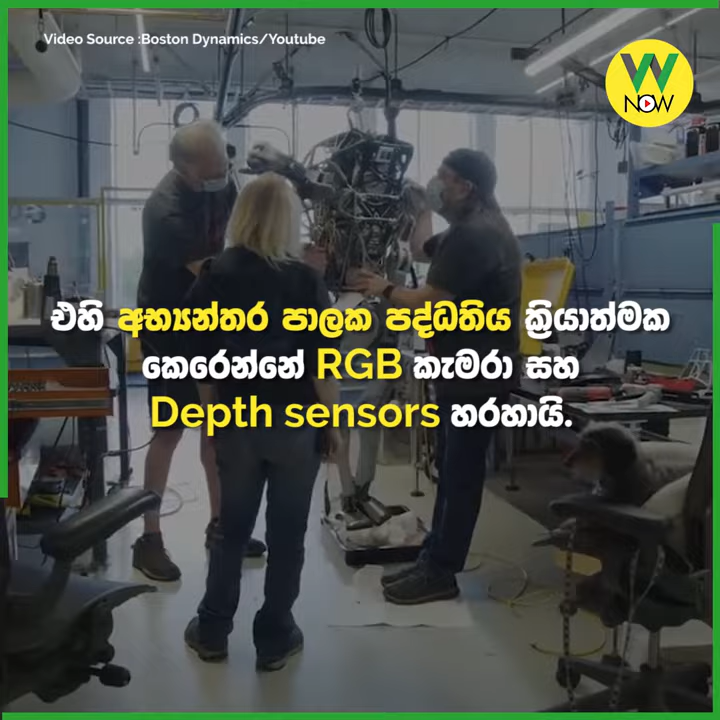 Video Source :Boston Dynamics/Youtube
W
NOW
එහි අභ්‍යන්තර පාලක පද්ධතිය ක්‍රියාත්මක
කෙරෙන්නේ RGB කැමරා සහ
Depth sensors හරහායි.